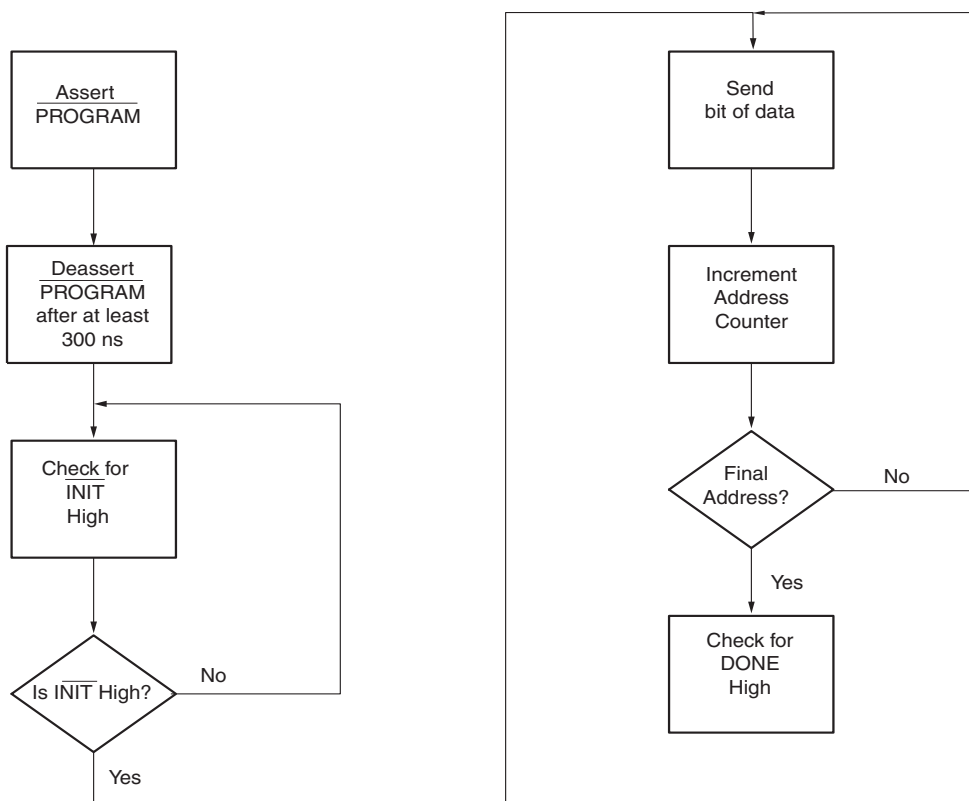 Assert
PROGRAM
Deassert
PROGRAM
after at least
300 ns
Check for
INIT
High
Is INIT High?
No
Yes
Send
bit of data
Increment
Address
Counter
Final
Address?
No
Yes
Check for
DONE
High